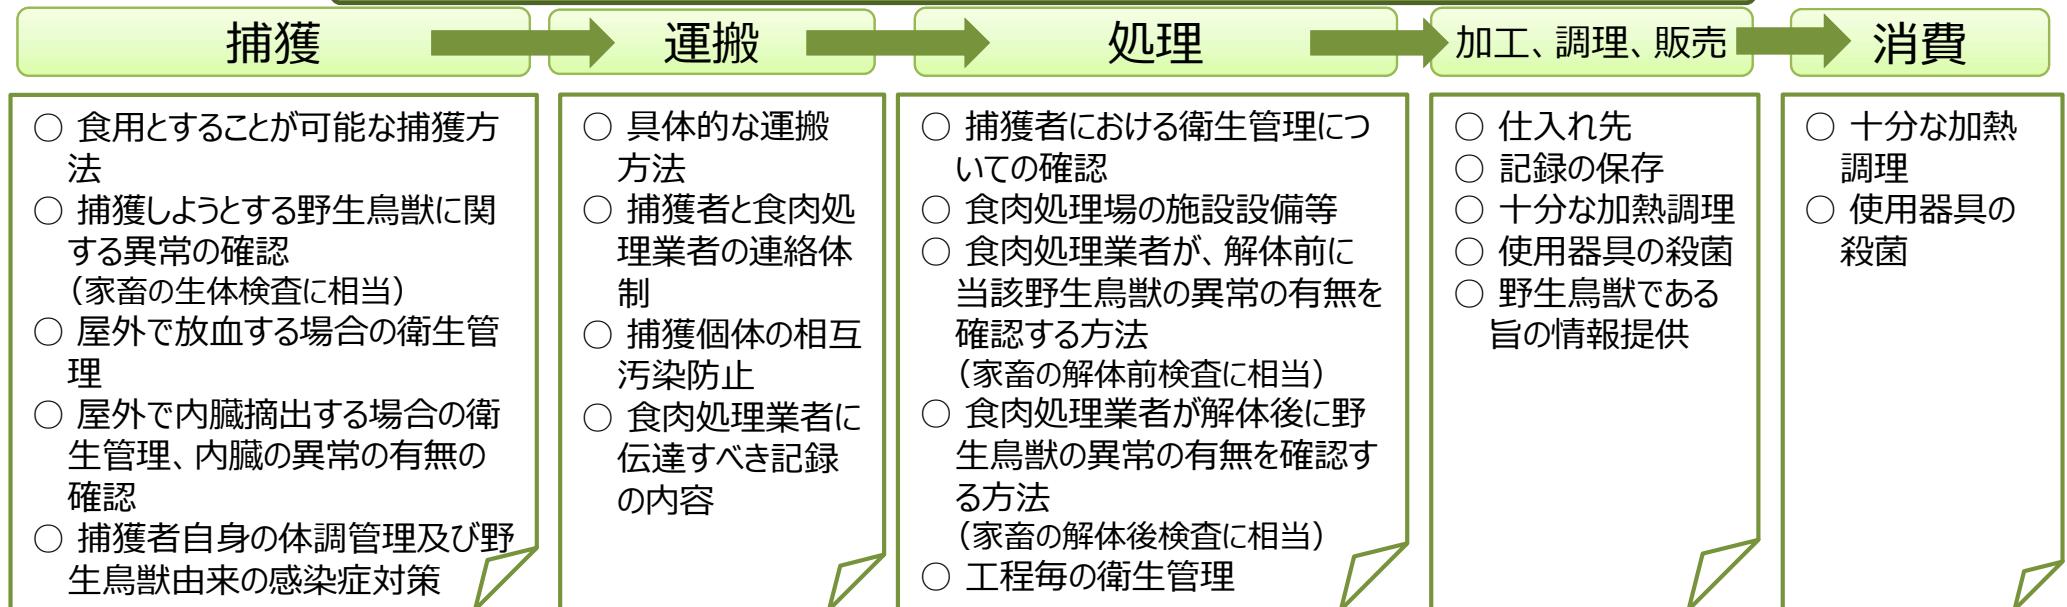 捕獲
運搬
処理
加工、調理、販売
消費
○ 食用とすることが可能な捕獲方
法
○ 捕獲しようとする野生鳥獣に関
する異常の確認
（家畜の生体検査に相当）
○ 屋外で放血する場合の衛生管
理
○ 屋外で内臓摘出する場合の衛
生管理、内臓の異常の有無の
確認
○ 捕獲者自身の体調管理及び野
生鳥獣由来の感染症対策
○ 具体的な運搬
方法
○ 捕獲者と食肉処
理業者の連絡体
制
○ 捕獲個体の相互
汚染防止
○ 食肉処理業者に
伝達すべき記録
の内容
○ 捕獲者における衛生管理につ
いての確認
○ 食肉処理場の施設設備等
○ 食肉処理業者が、解体前に
当該野生鳥獣の異常の有無を
確認する方法
（家畜の解体前検査に相当）
○ 食肉処理業者が解体後に野
生鳥獣の異常の有無を確認す
る方法
（家畜の解体後検査に相当）
○ 工程毎の衛生管理
○ 仕入れ先
○ 記録の保存
○ 十分な加熱調理
○ 使用器具の殺菌
○ 野生鳥獣である
旨の情報提供
○ 十分な加熱
調理
○ 使用器具の
殺菌